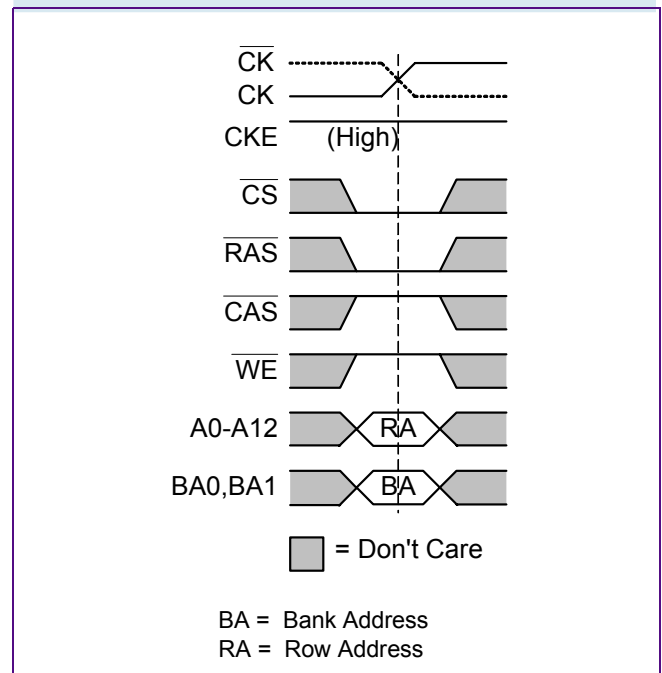 CK
CK
CKE (High)
CS
RAS
CAS
WE
A0-A12 RA
BA0,BA1 BA
= Don't Care
BA = Bank Address
RA = Row Address